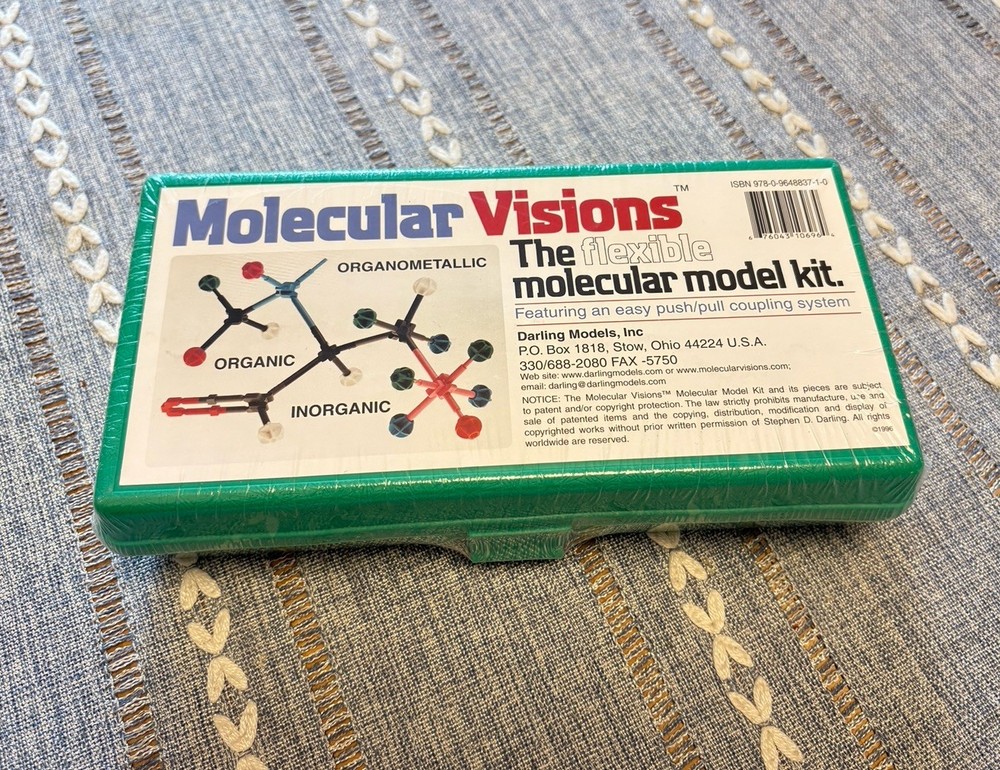 Molecular Visions™
ISBN 978-0-9648837-1-0
6 76043 10696 4
The flexible
molecular model kit.
Featuring an easy push/pull coupling system
ORGANOMETALLIC
ORGANIC
INORGANIC
Darling Models, Inc
P.O. Box 1818, Stow, Ohio 44224 U.S.A.
330/688-2080 FAX -5750
Web site: www.darlingmodels.com or www.molecularvisions.com;
email: darling@darlingmodels.com
NOTICE: The Molecular Visions™ Molecular Model Kit and its pieces are subject
to patent and/or copyright protection. The law strictly prohibits manufacture, use and
sale of patented items and the copying, distribution, modification and display of
copyrighted works without prior written permission of Stephen D. Darling. All rights
worldwide are reserved.
©1996